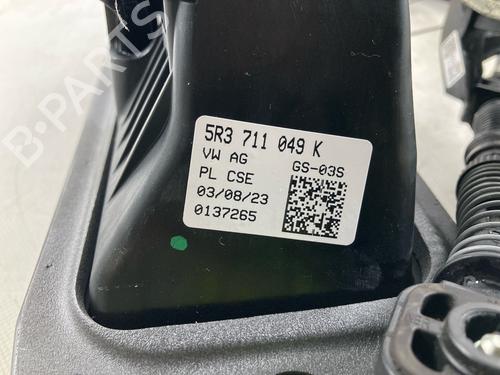 B-PARTS
5R3 711 049 K
VW AG GS-03S
PL CSE
03/08/23
0137265